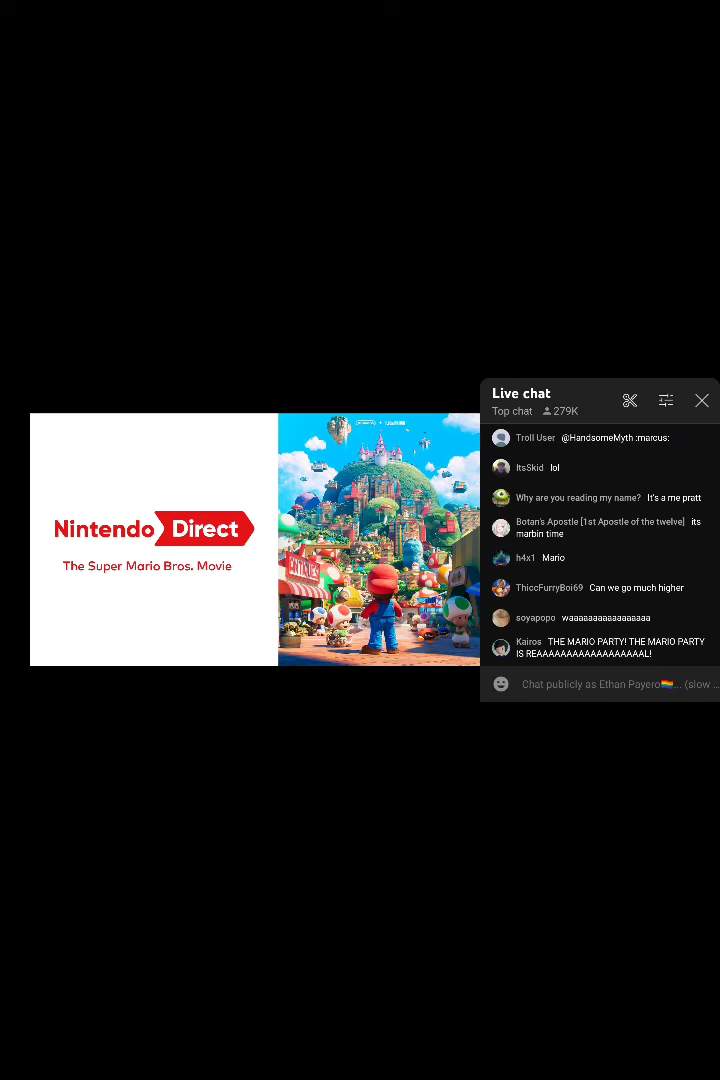 Nintendo Direct
The Super Mario Bros. Movie
ANTIQUES
Live chat
Top chat 279K
Troll User @HandsomeMyth :marcus:
ItsSkid lol
Why are you reading my name? It's a me pratt
Botan's Apostle [1st Apostle of the twelve] its
marbin time
h4x1 Mario
ThiccFurryBoi69 Can we go much higher
soyapopo waaaaaaaaaaaaaaaa
Kairos THE MARIO PARTY! THE MARIO PARTY
IS REAAAAAAAAAAAAAAAAAAL!
Chat publicly as Ethan Payero🏳️‍🌈... (slow ...